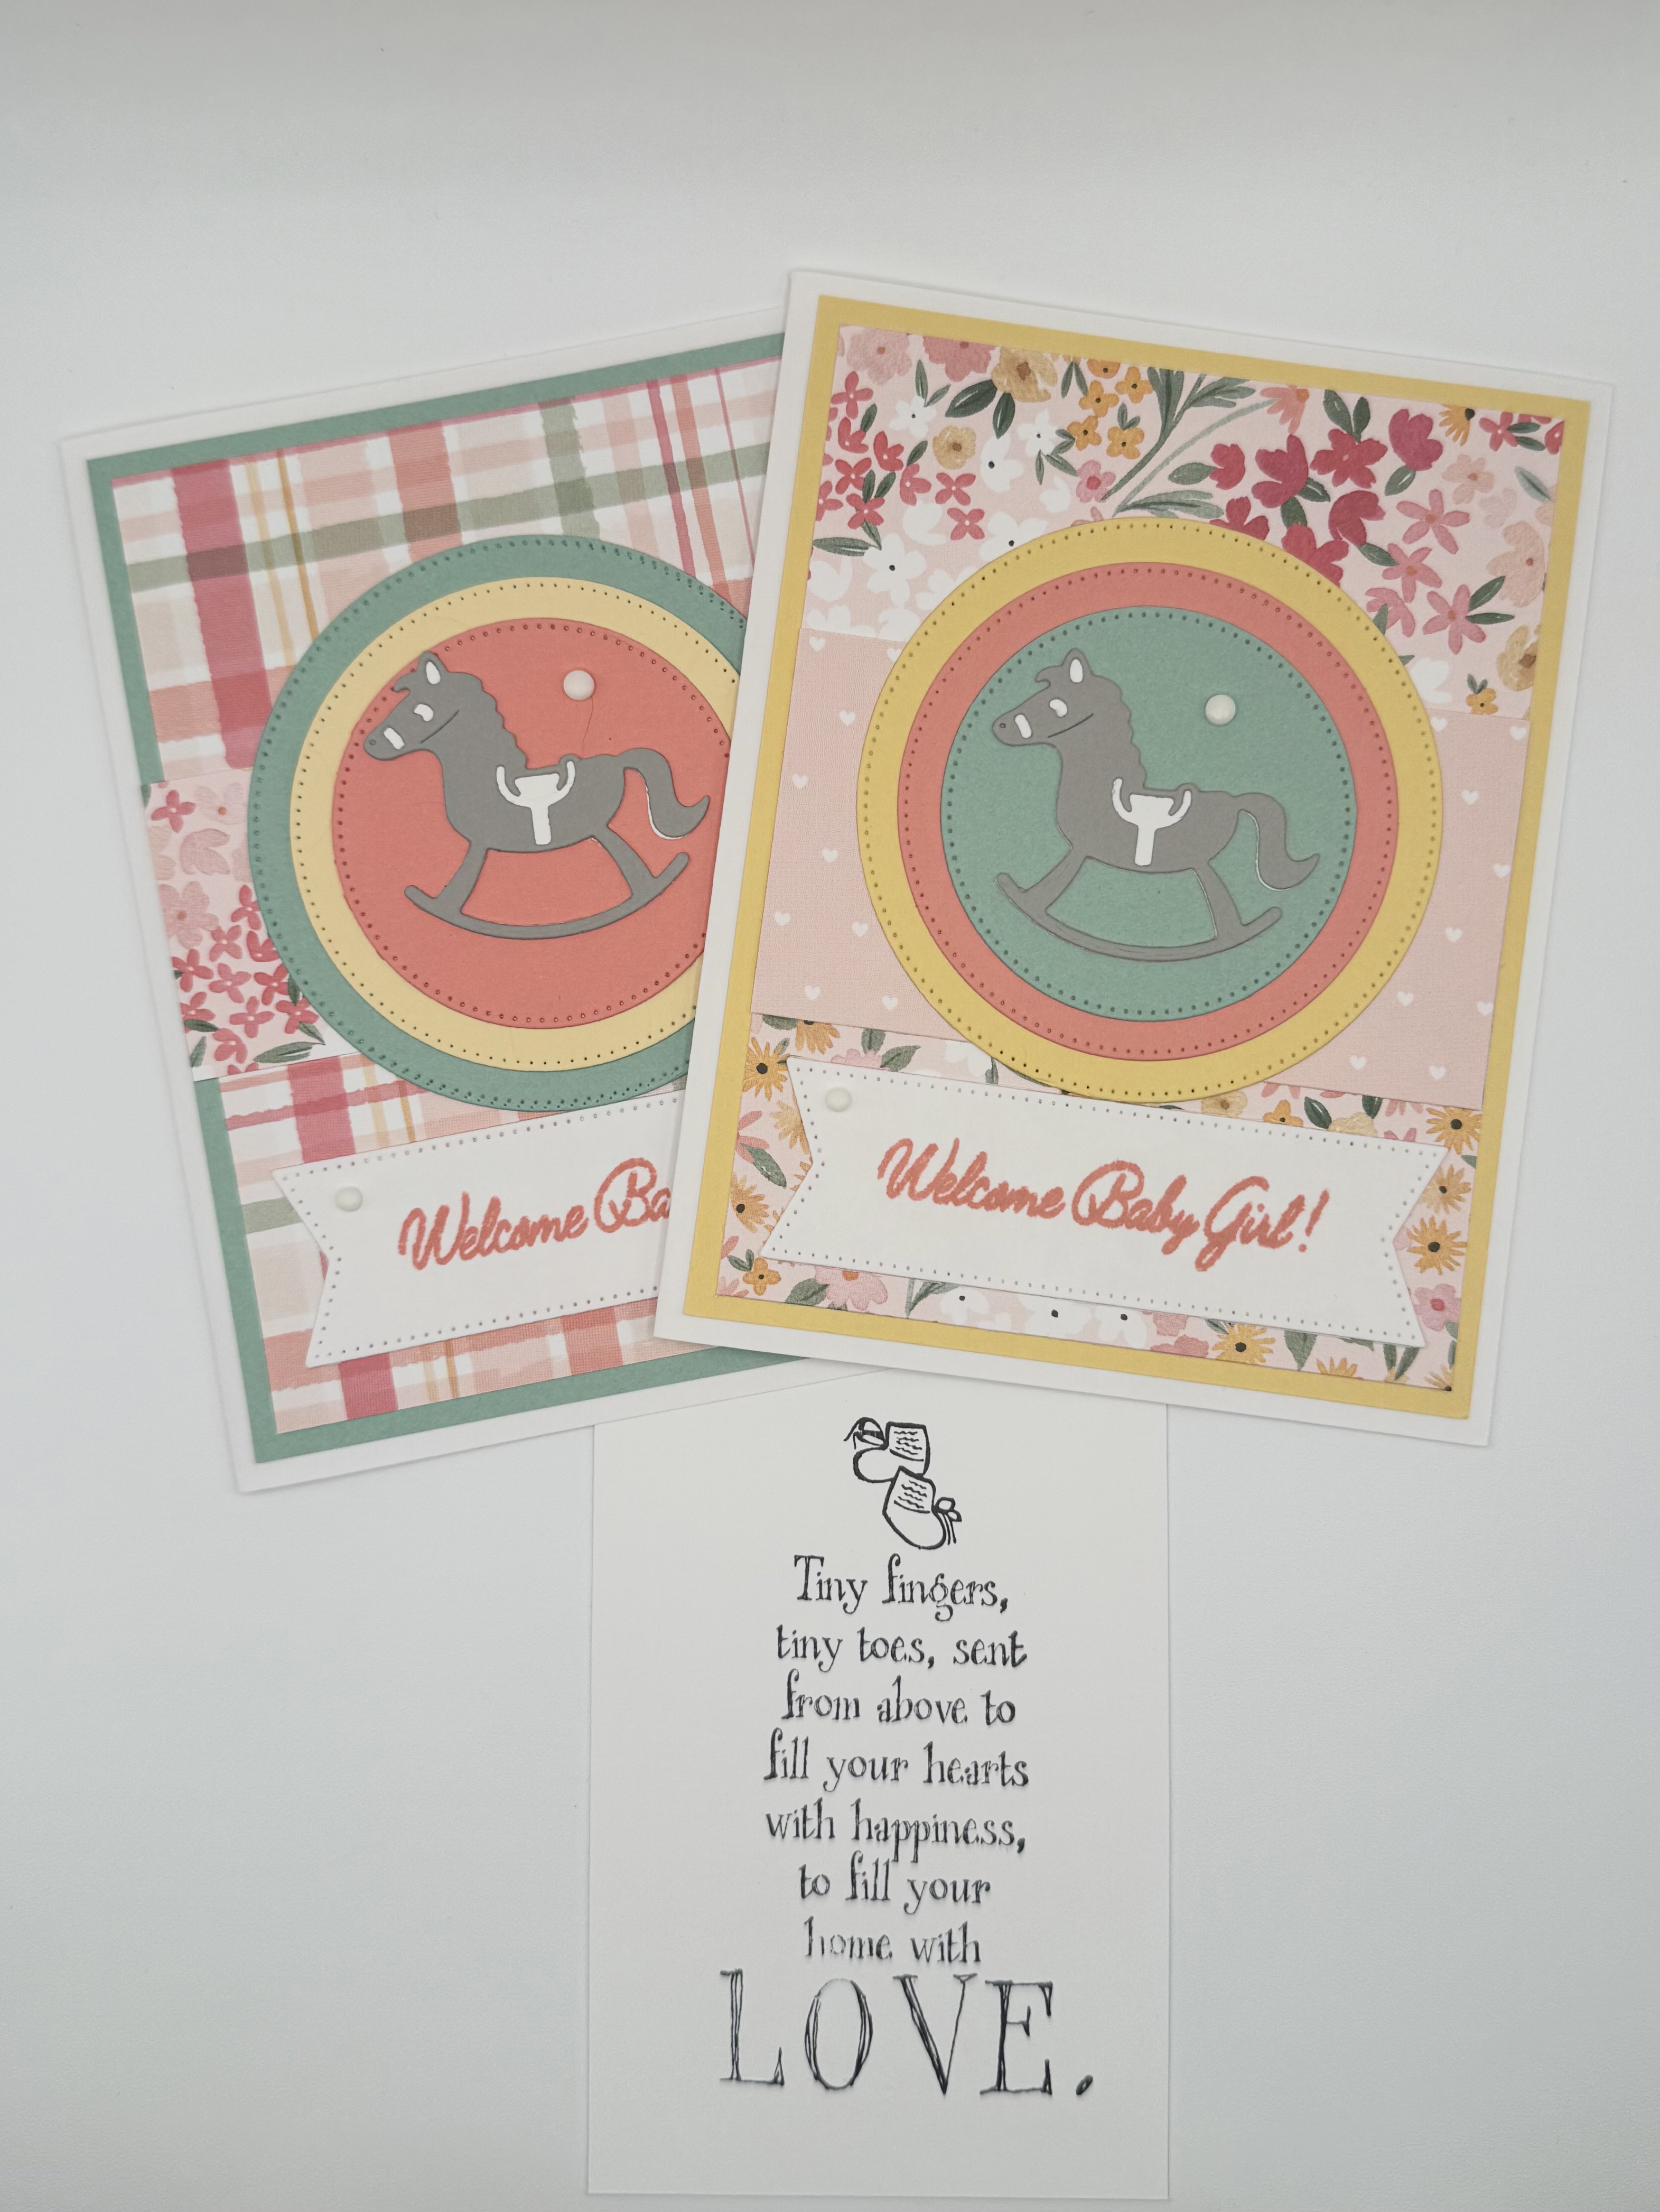 Welcome Ba
Welcome Baby Girl!
Tiny fingers,
tiny toes, sent
from above to
fill your hearts
with happiness,
to fill your
home with
LOVE.